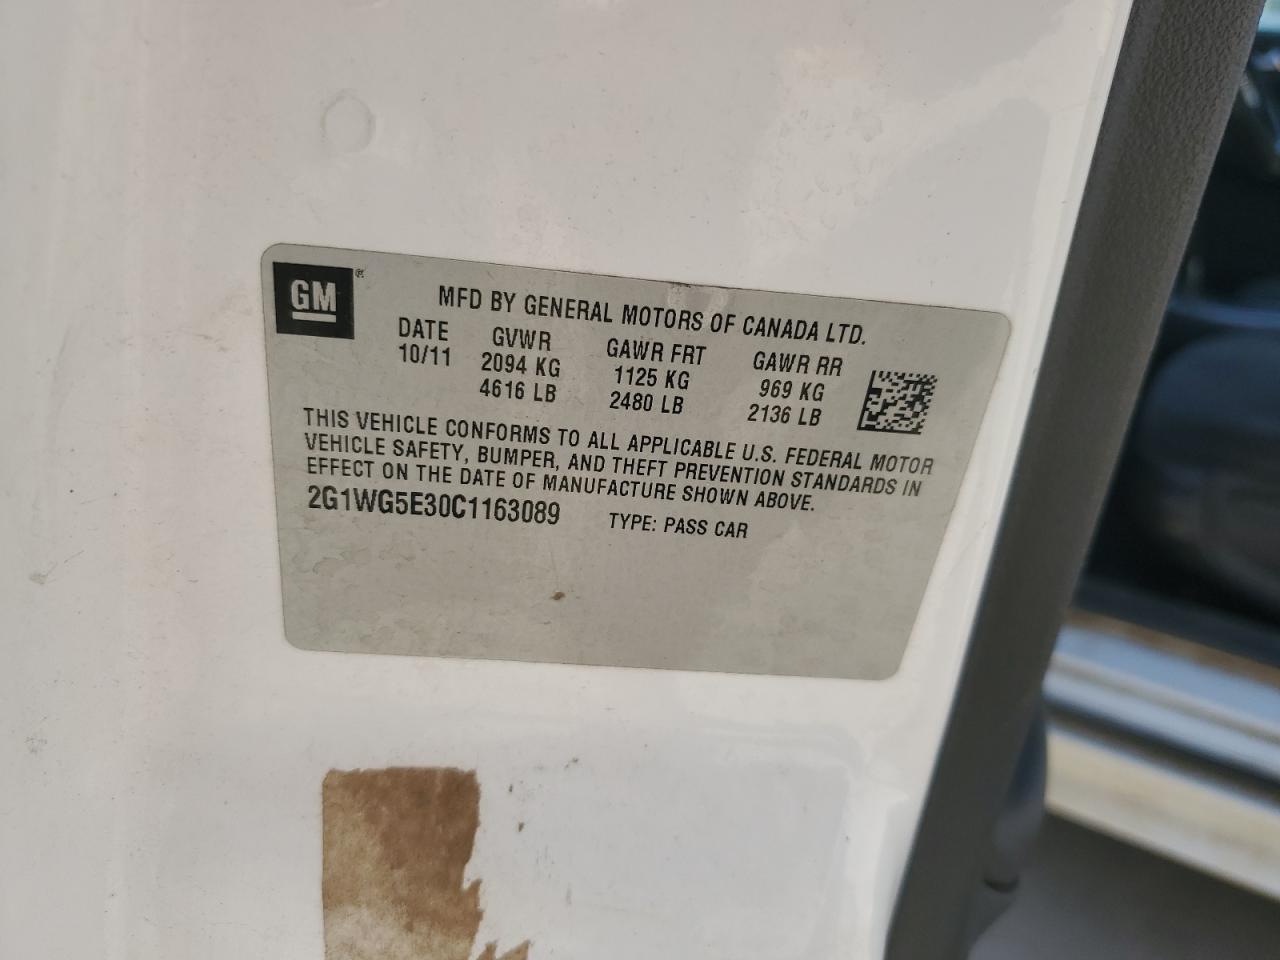 GM®
MFD BY GENERAL MOTORS OF CANADA LTD.
DATE GVWR GAWR FRT GAWR RR
10/11 2094 KG 1125 KG 969 KG
4616 LB 2480 LB 2136 LB
THIS VEHICLE CONFORMS TO ALL APPLICABLE U.S. FEDERAL MOTOR
VEHICLE SAFETY, BUMPER, AND THEFT PREVENTION STANDARDS IN
EFFECT ON THE DATE OF MANUFACTURE SHOWN ABOVE.
2G1WG5E30C1163089 TYPE: PASS CAR